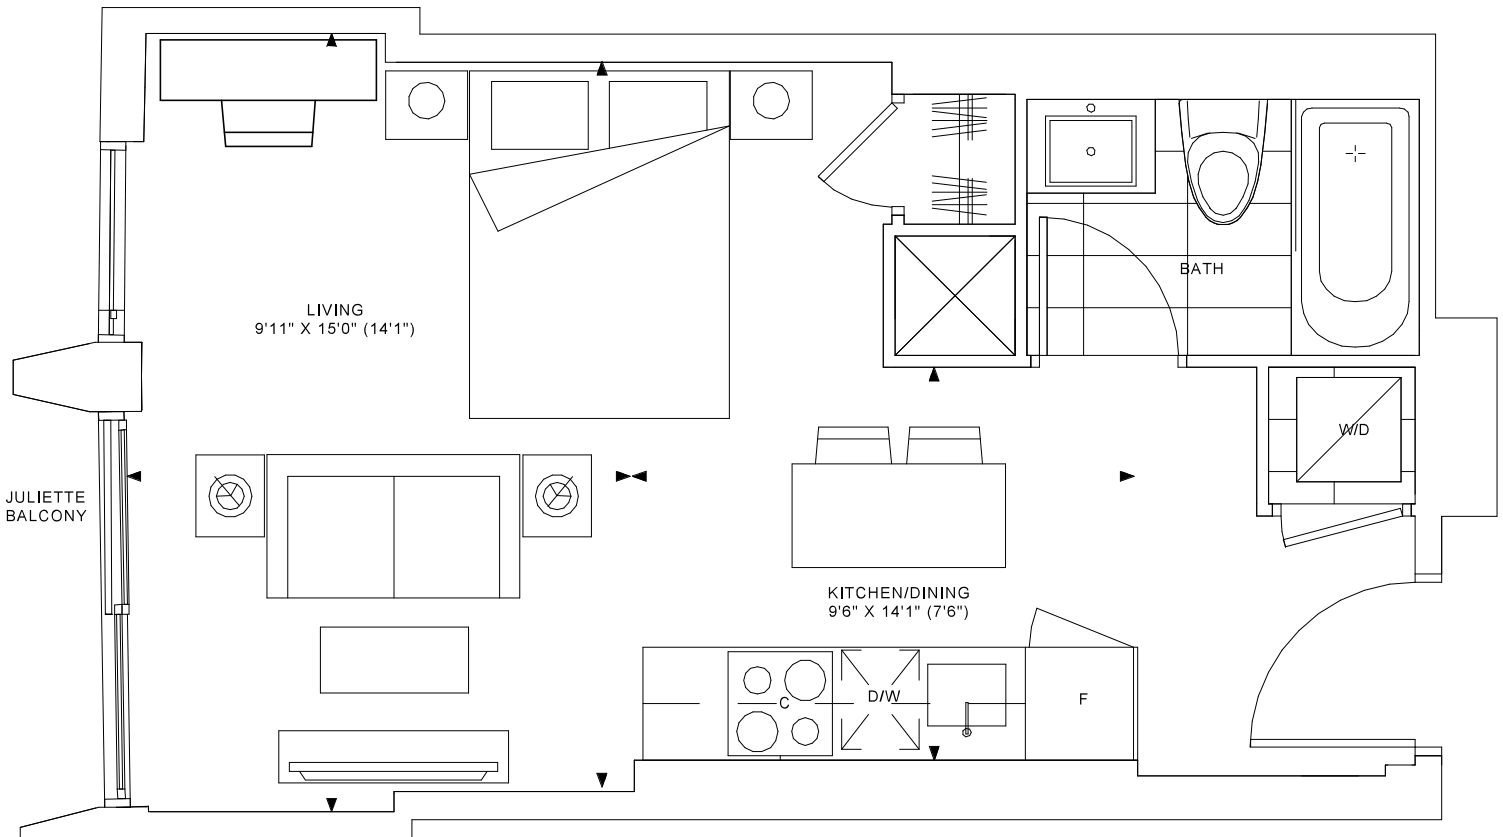 LIVING
9'11" X 15'0" (14'1")
BATH
W/D
JULIETTE
BALCONY
KITCHEN/DINING
9'6" X 14'1" (7'6")
C
D/W
F